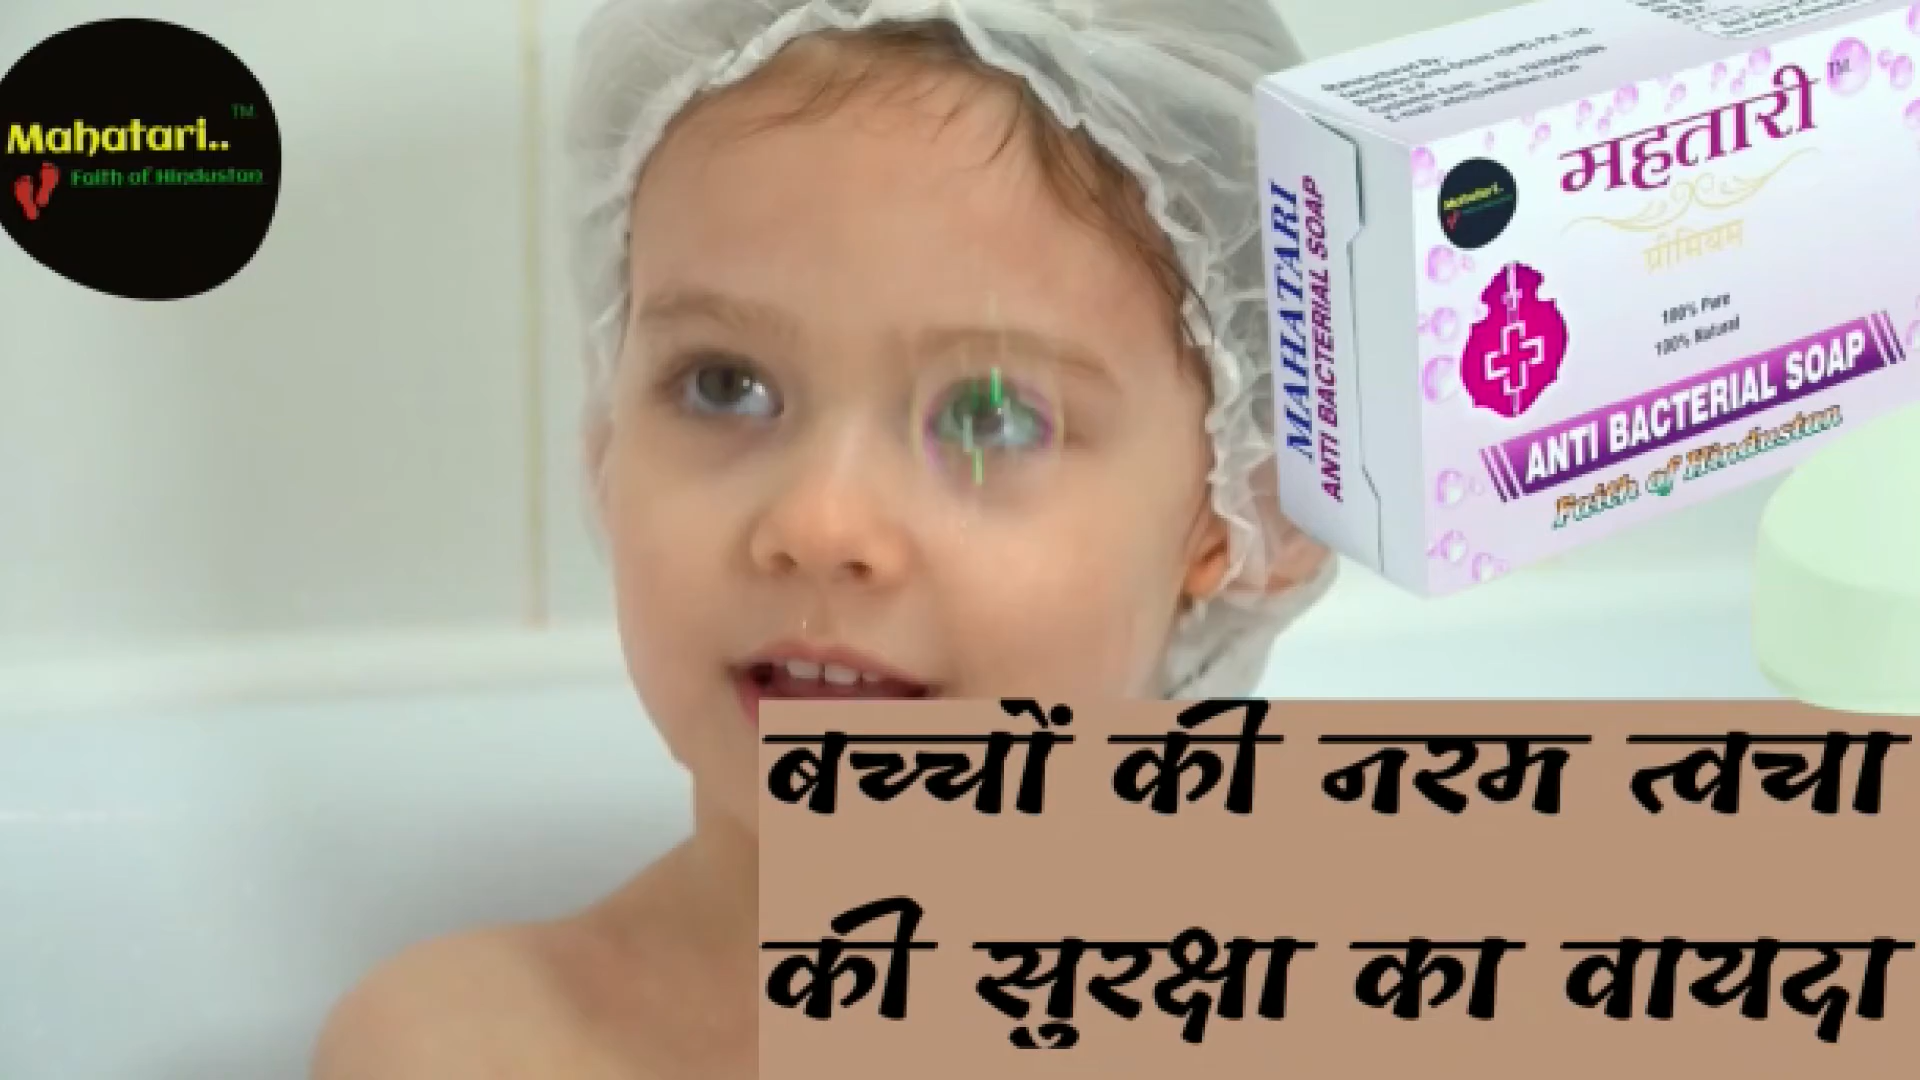 Mahatari.. TM
Faith of Hindustan
महतारी TM
प्रीमियम
100% Pure
100% Natural
ANTI BACTERIAL SOAP
Faith of Hindustan
MAHATARI
ANTI BACTERIAL SOAP
Mahatari..
बच्चों की नरम त्वचा
की सुरक्षा का वायदा